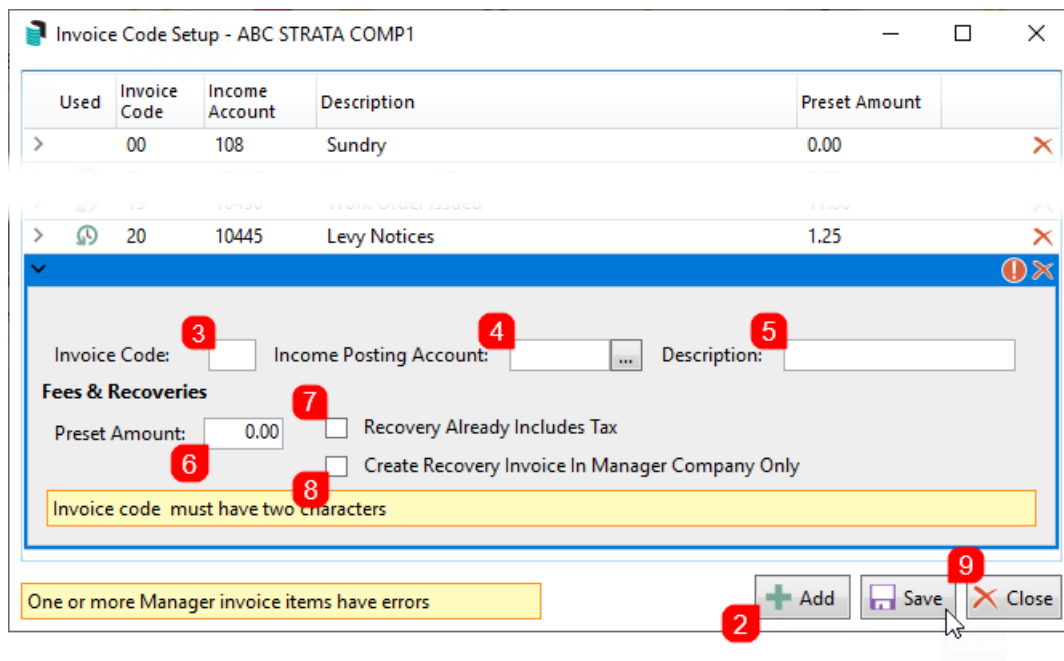 Invoice Code Setup - ABC STRATA COMP1
Used Invoice Code Income Account Description Preset Amount
00 108 Sundry 0.00
Work Order Issued
20 10445 Levy Notices 1.25
3 4 5
Invoice Code: Income Posting Account: ... Description:
Fees & Recoveries
7
Preset Amount: 0.00 Recovery Already Includes Tax
6
Create Recovery Invoice In Manager Company Only
8
Invoice code must have two characters
9
One or more Manager invoice items have errors Add Save Close
2